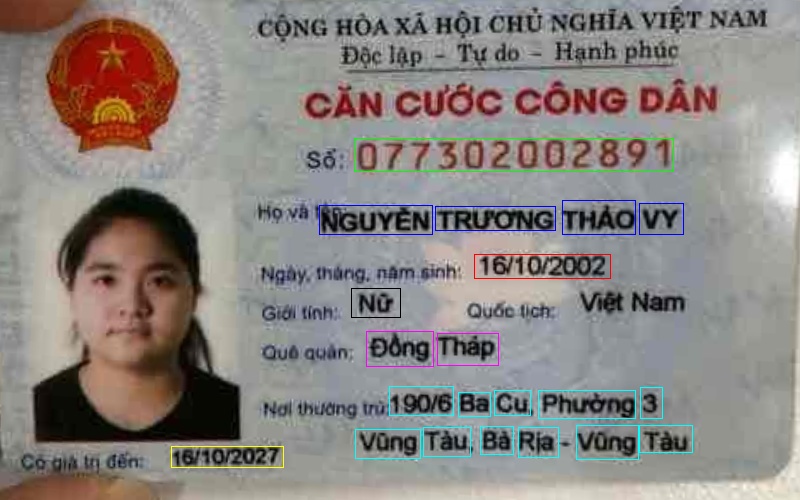 CỘNG HÒA XÃ HỘI CHỦ NGHĨA VIỆT NAM
Độc lập - Tự do - Hạnh phúc
CĂN CƯỚC CÔNG DÂN
Số: 077302002891
Họ và tên: NGUYỄN TRƯƠNG THẢO VY
Ngày, tháng, năm sinh: 16/10/2002
Giới tính: Nữ Quốc tịch: Việt Nam
Quê quán: Đồng Tháp
Nơi thường trú: 190/6 Ba Cu, Phường 3
Vũng Tàu, Bà Rịa - Vũng Tàu
Có giá trị đến: 16/10/2027